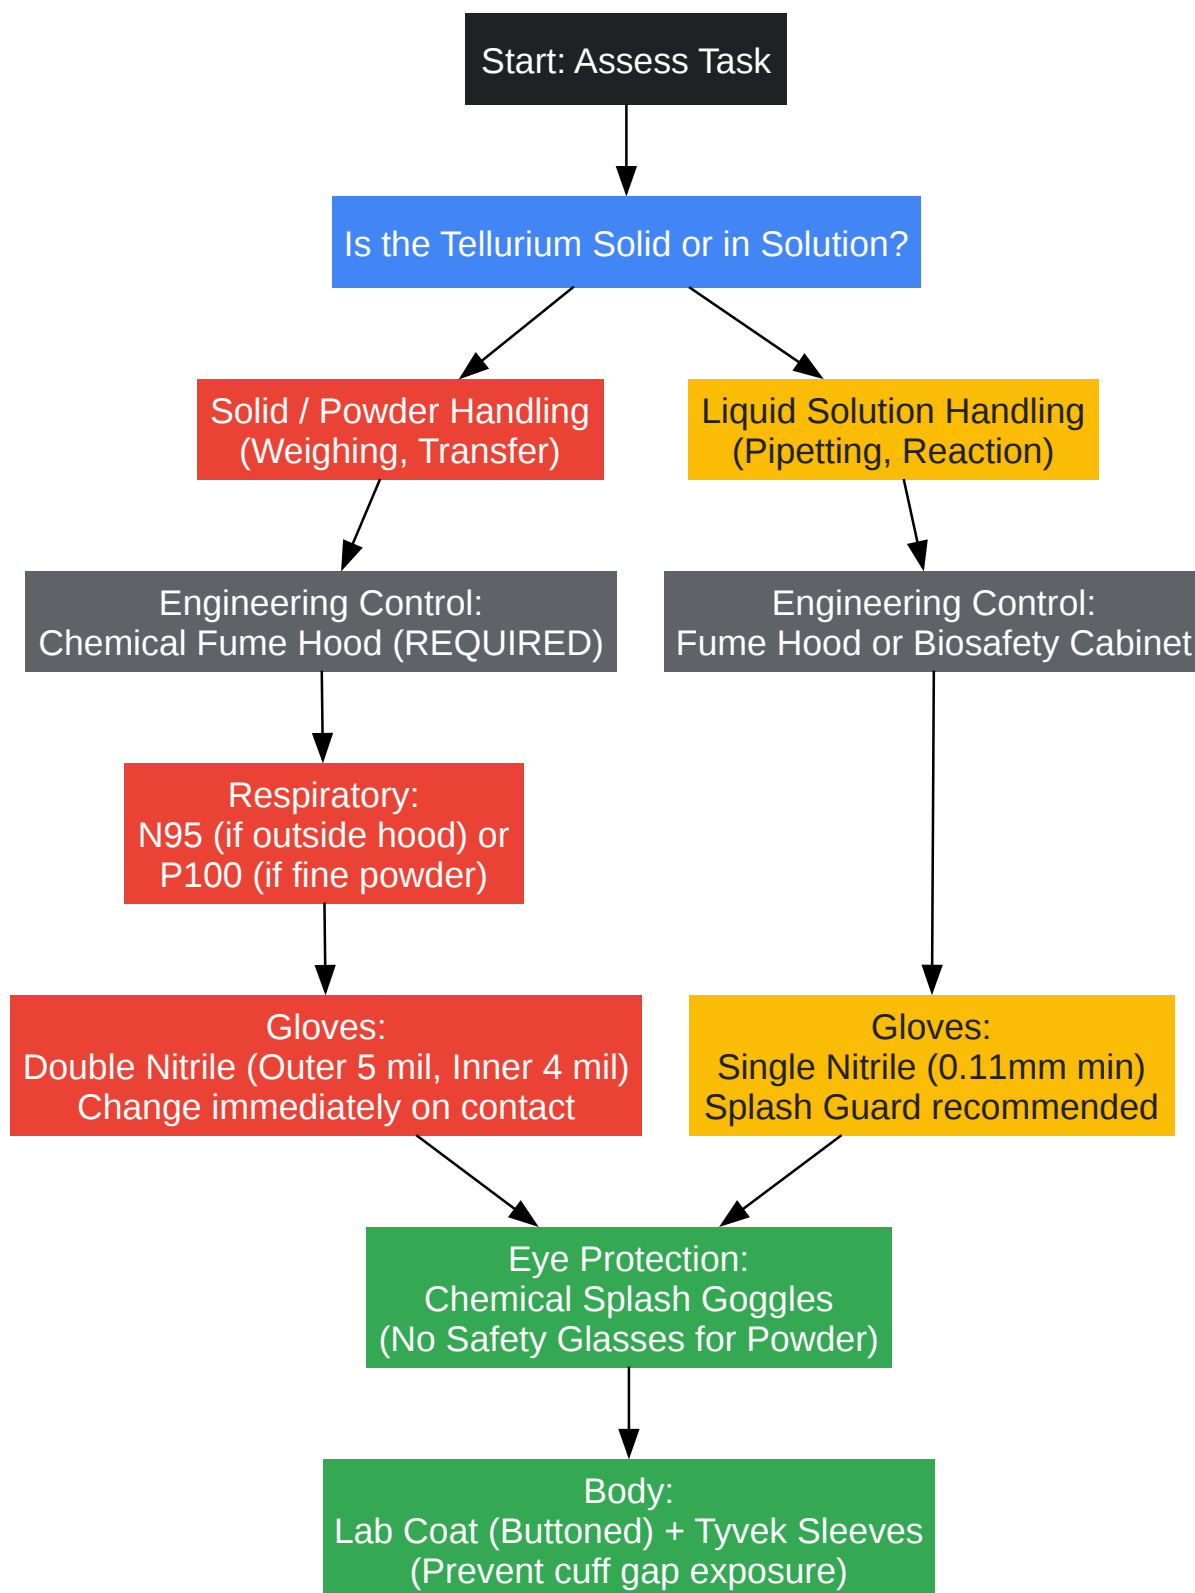 Start: Assess Task
Is the Tellurium Solid or in Solution?
Solid / Powder Handling
(Weighing, Transfer)
Liquid Solution Handling
(Pipetting, Reaction)
Engineering Control:
Chemical Fume Hood (REQUIRED)
Engineering Control:
Fume Hood or Biosafety Cabinet
Respiratory:
N95 (if outside hood) or
P100 (if fine powder)
Gloves:
Double Nitrile (Outer 5 mil, Inner 4 mil)
Change immediately on contact
Gloves:
Single Nitrile (0.11mm min)
Splash Guard recommended
Eye Protection:
Chemical Splash Goggles
(No Safety Glasses for Powder)
Body:
Lab Coat (Buttoned) + Tyvek Sleeves
(Prevent cuff gap exposure)